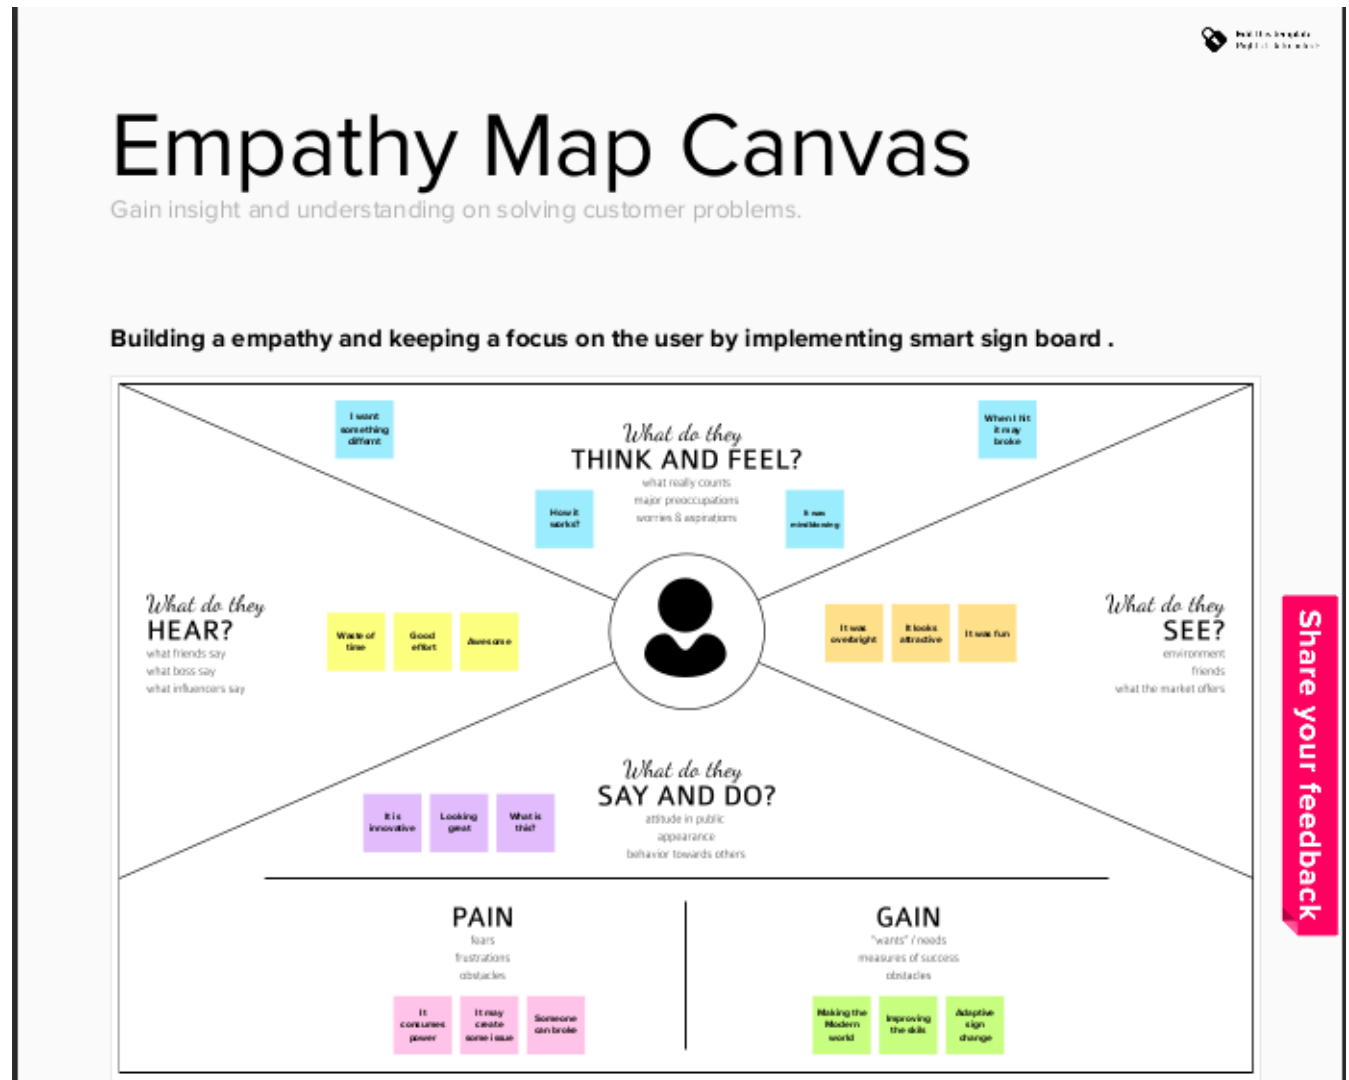 Edit this template
Empathy Map Canvas
Gain insight and understanding on solving customer problems.
Building a empathy and keeping a focus on the user by implementing smart sign board .
I want
something
differnt
When I hit
it may
broke
What do they
THINK AND FEEL?
what really counts
major preoccupations
worries & aspirations
How it
works?
It was
mindblowing
What do they
HEAR?
what friends say
what boss say
what influencers say
Waste of
time
Good
effort
Awesome
It was
overbright
It looks
attractive
It was fun
What do they
SEE?
environment
friends
what the market offers
Share your feedback
What do they
SAY AND DO?
attitude in public
appearance
behavior towards others
It is
innovative
Looking
great
What is
this?
PAIN
fears
frustrations
obstacles
It
consumes
power
It may
create
some issue
Someone
can broke
GAIN
"wants" / needs
measures of success
obstacles
Making the
Modern
world
Improving
the skils
Adaptive
sign
change